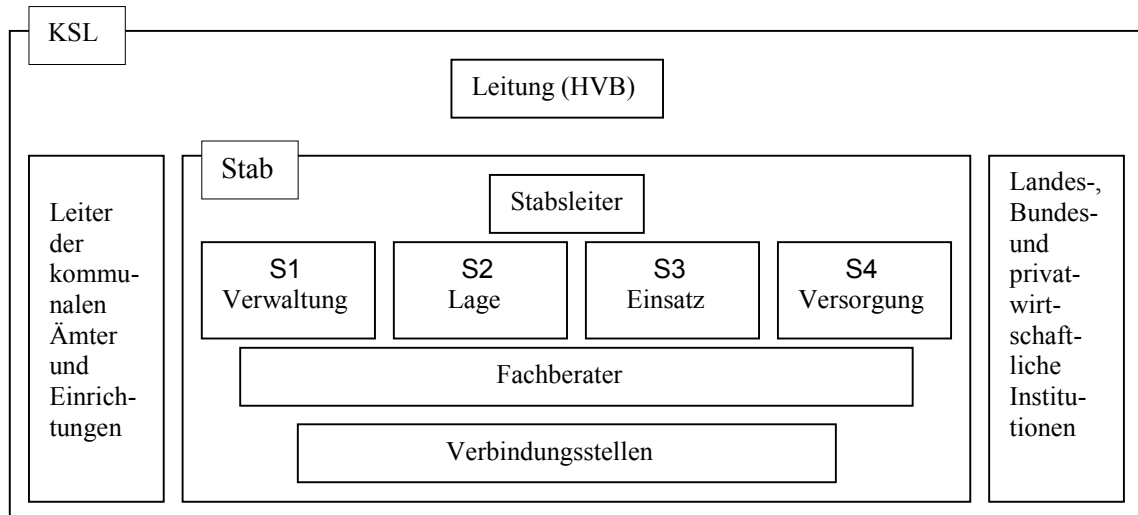 KSL
Leitung (HVB)
Leiter
der
kommu-
nalen
Ämter
und
Einrich-
tungen
Stab
Stabsleiter
S1
Verwaltung
S2
Lage
S3
Einsatz
S4
Versorgung
Fachberater
Verbindungsstellen
Landes-,
Bundes-
und
privat-
wirt-
schaft-
liche
Institu-
tionen